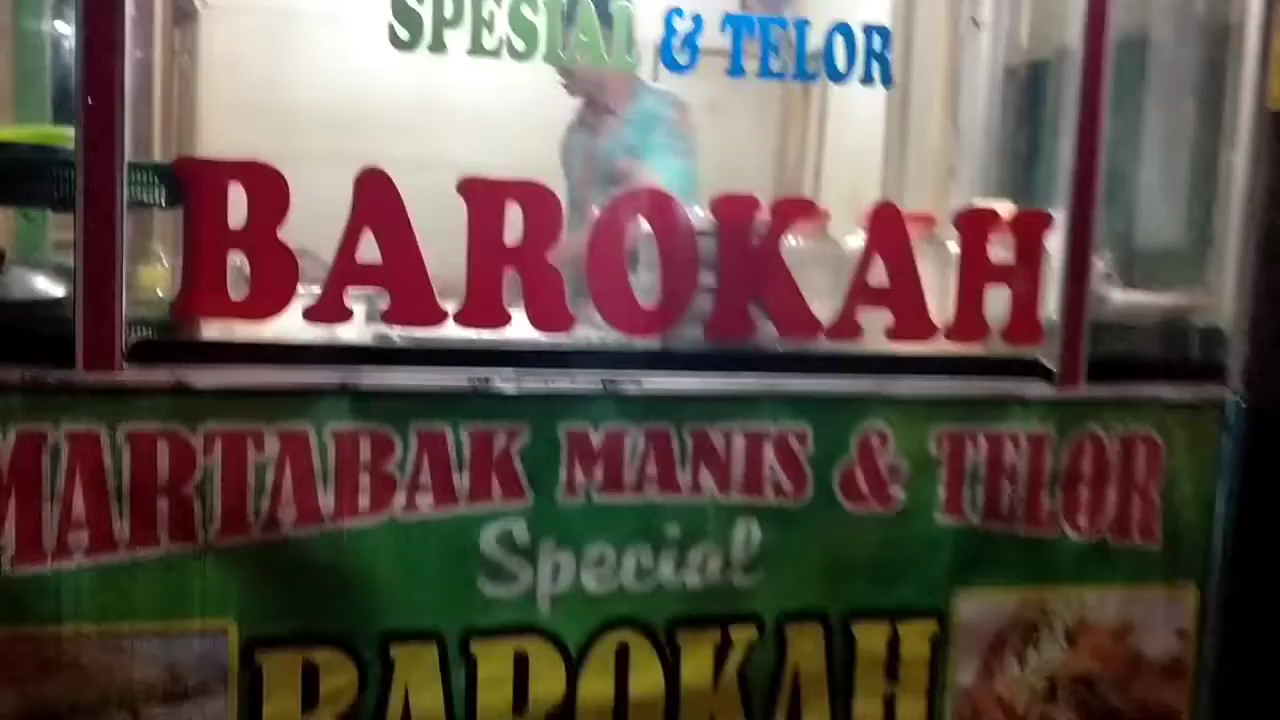 SPESIAL & TELOR
BAROKAH
MARTABAK MANIS & TELOR
Special
BAROKAH